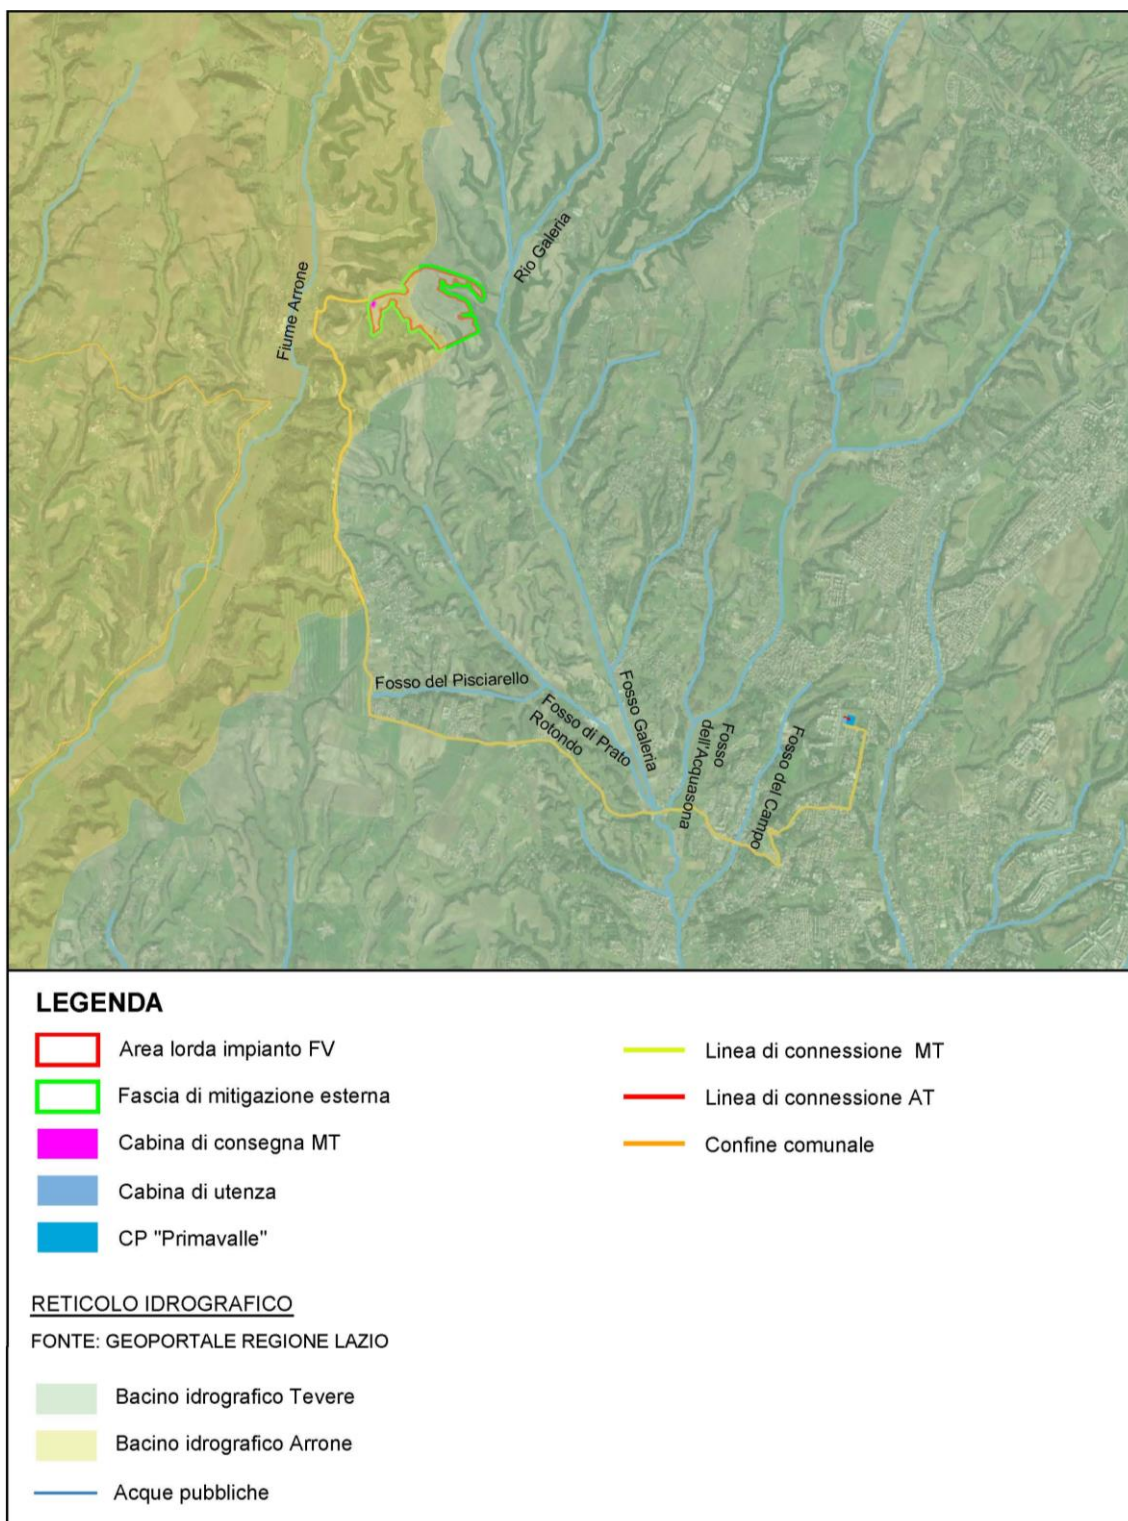 Rio Galeria
Fiume Arrone
Fosso del Pisciarello
Fosso di Prato
Rotondo
Fosso Galeria
Fosso
dell'Acquasona
Fosso del Campo
LEGENDA
Area lorda impianto FV
Fascia di mitigazione esterna
Cabina di consegna MT
Cabina di utenza
CP "Primavalle"
Linea di connessione MT
Linea di connessione AT
Confine comunale
RETICOLO IDROGRAFICO
FONTE: GEOPORTALE REGIONE LAZIO
Bacino idrografico Tevere
Bacino idrografico Arrone
Acque pubbliche